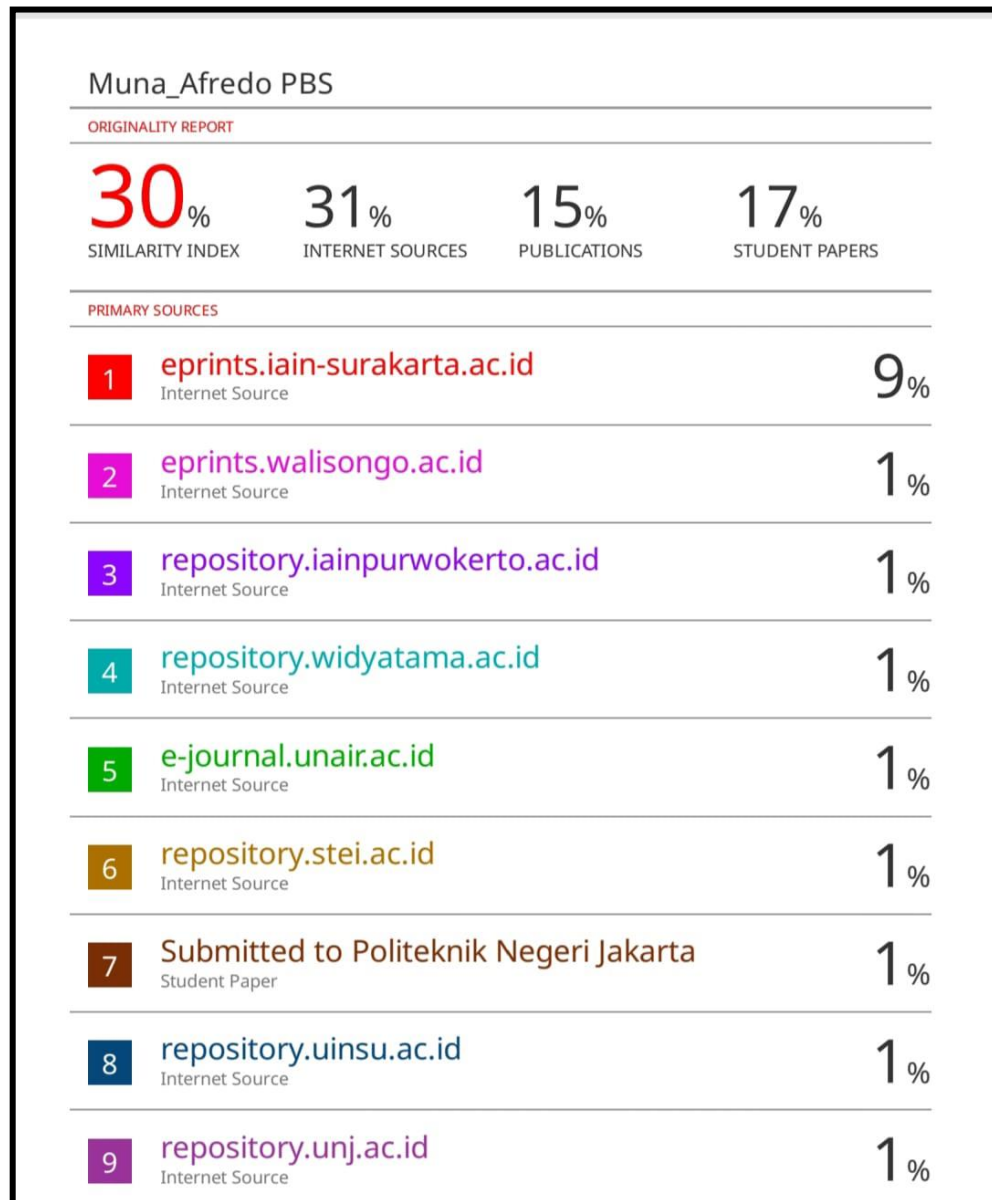 Muna_Afredo PBS
ORIGINALITY REPORT
30% 31% 15% 17%
SIMILARITY INDEX INTERNET SOURCES PUBLICATIONS STUDENT PAPERS
PRIMARY SOURCES
1 eprints.iain-surakarta.ac.id 9%
Internet Source
2 eprints.walisongo.ac.id 1%
Internet Source
3 repository.iainpurwokerto.ac.id 1%
Internet Source
4 repository.widyatama.ac.id 1%
Internet Source
5 e-journal.unair.ac.id 1%
Internet Source
6 repository.stei.ac.id 1%
Internet Source
7 Submitted to Politeknik Negeri Jakarta 1%
Student Paper
8 repository.uinsu.ac.id 1%
Internet Source
9 repository.unj.ac.id 1%
Internet Source